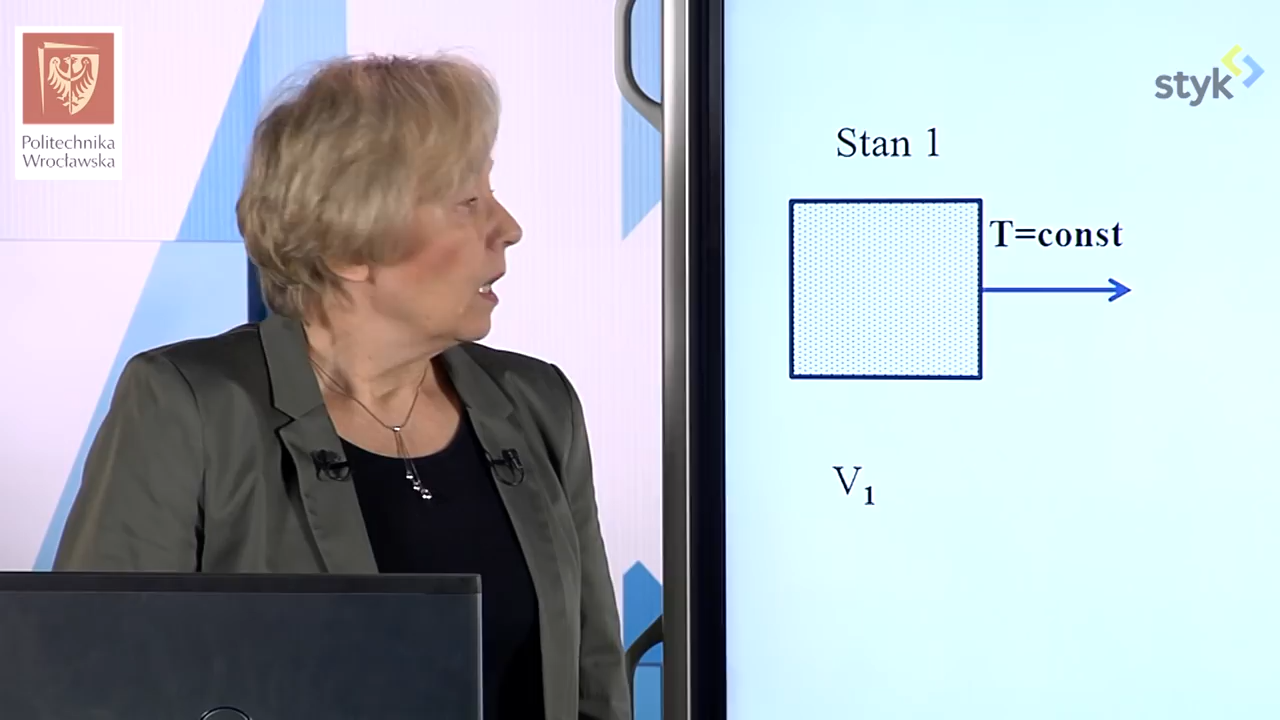 Politechnika
Wrocławska
styk
Stan 1
T=const
V₁